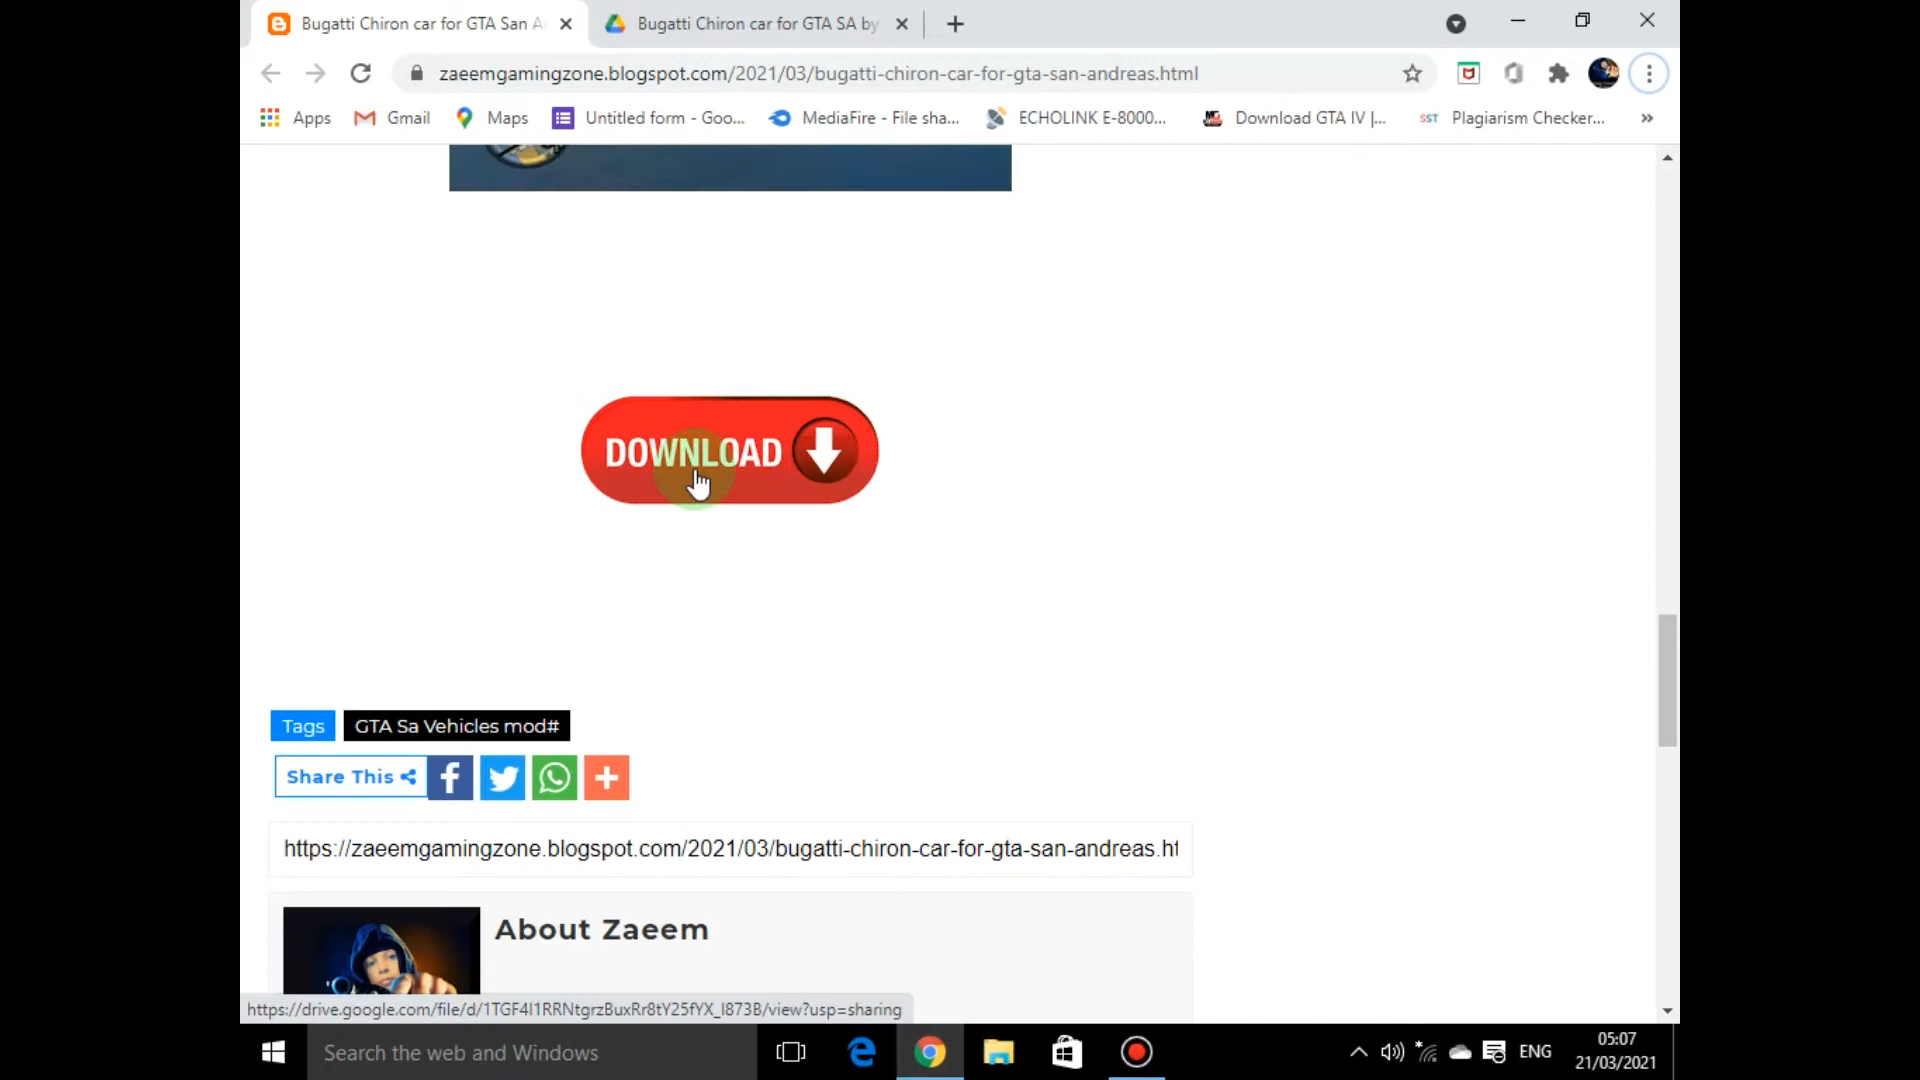 Bugatti Chiron car for GTA San A
Bugatti Chiron car for GTA SA by
zaeemgamingzone.blogspot.com/2021/03/bugatti-chiron-car-for-gta-san-andreas.html
Apps
Gmail
Maps
Untitled form - Goo...
MediaFire - File sha...
ECHOLINK E-8000...
Download GTA IV |...
SST
Plagiarism Checker...
»
DOWNLOAD
Tags
GTA Sa Vehicles mod#
Share This
https://zaeemgamingzone.blogspot.com/2021/03/bugatti-chiron-car-for-gta-san-andreas.ht
About Zaeem
https://drive.google.com/file/d/1TGF4I1RRNtgrzBuxRr8tY25fYX_I873B/view?usp=sharing
Search the web and Windows
ENG
05:07
21/03/2021